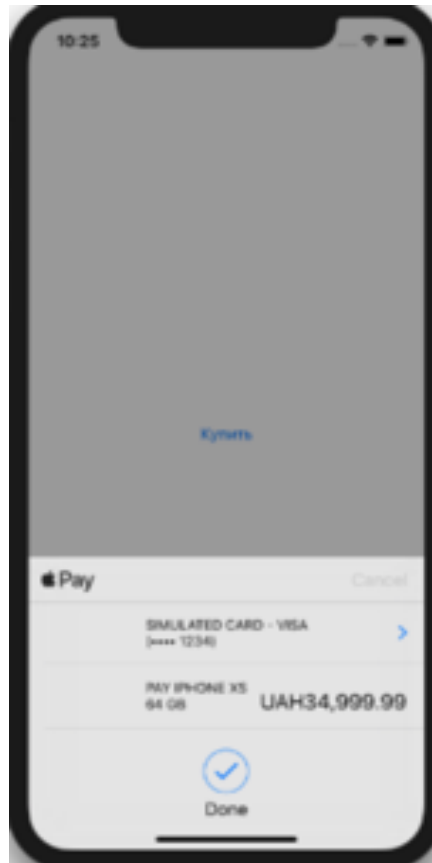 10:25
Купить
Pay
Cancel
SIMULATED CARD - VISA
(•••• 1234)
PAY IPHONE XS
64 GB
UAH34,999.99
Done